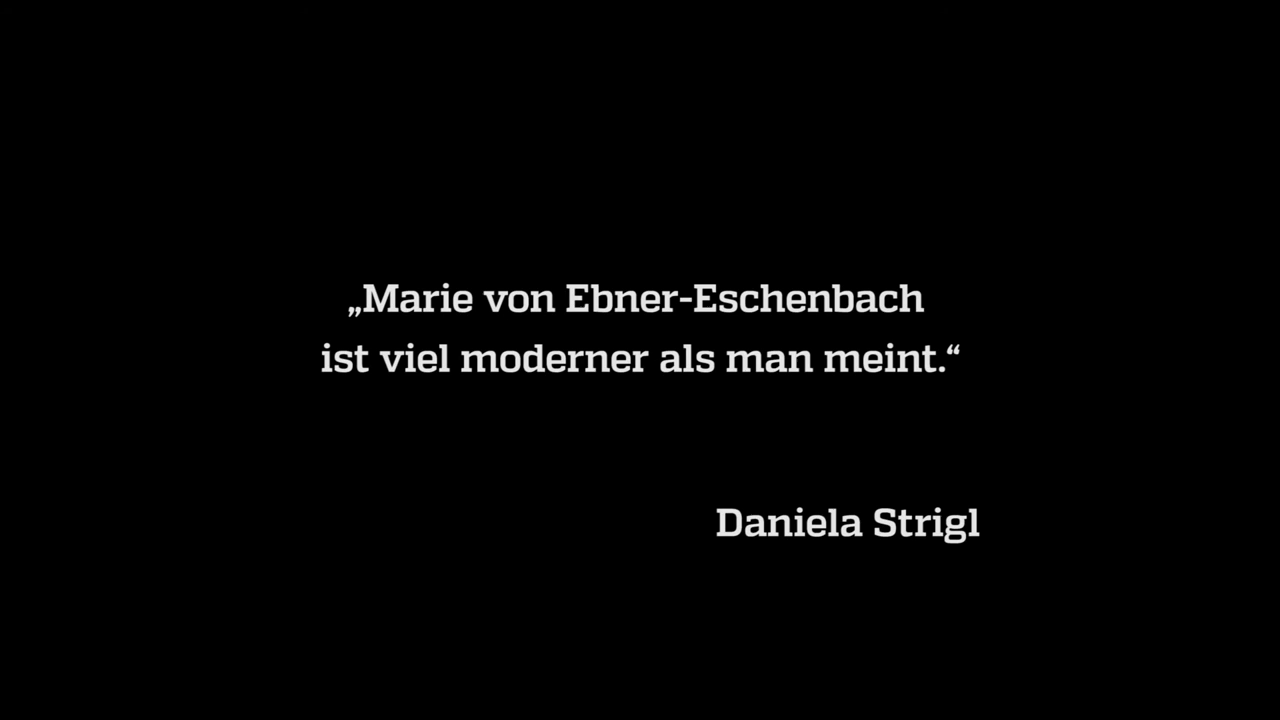 „Marie von Ebner-Eschenbach
ist viel moderner als man meint.“
Daniela Strigl